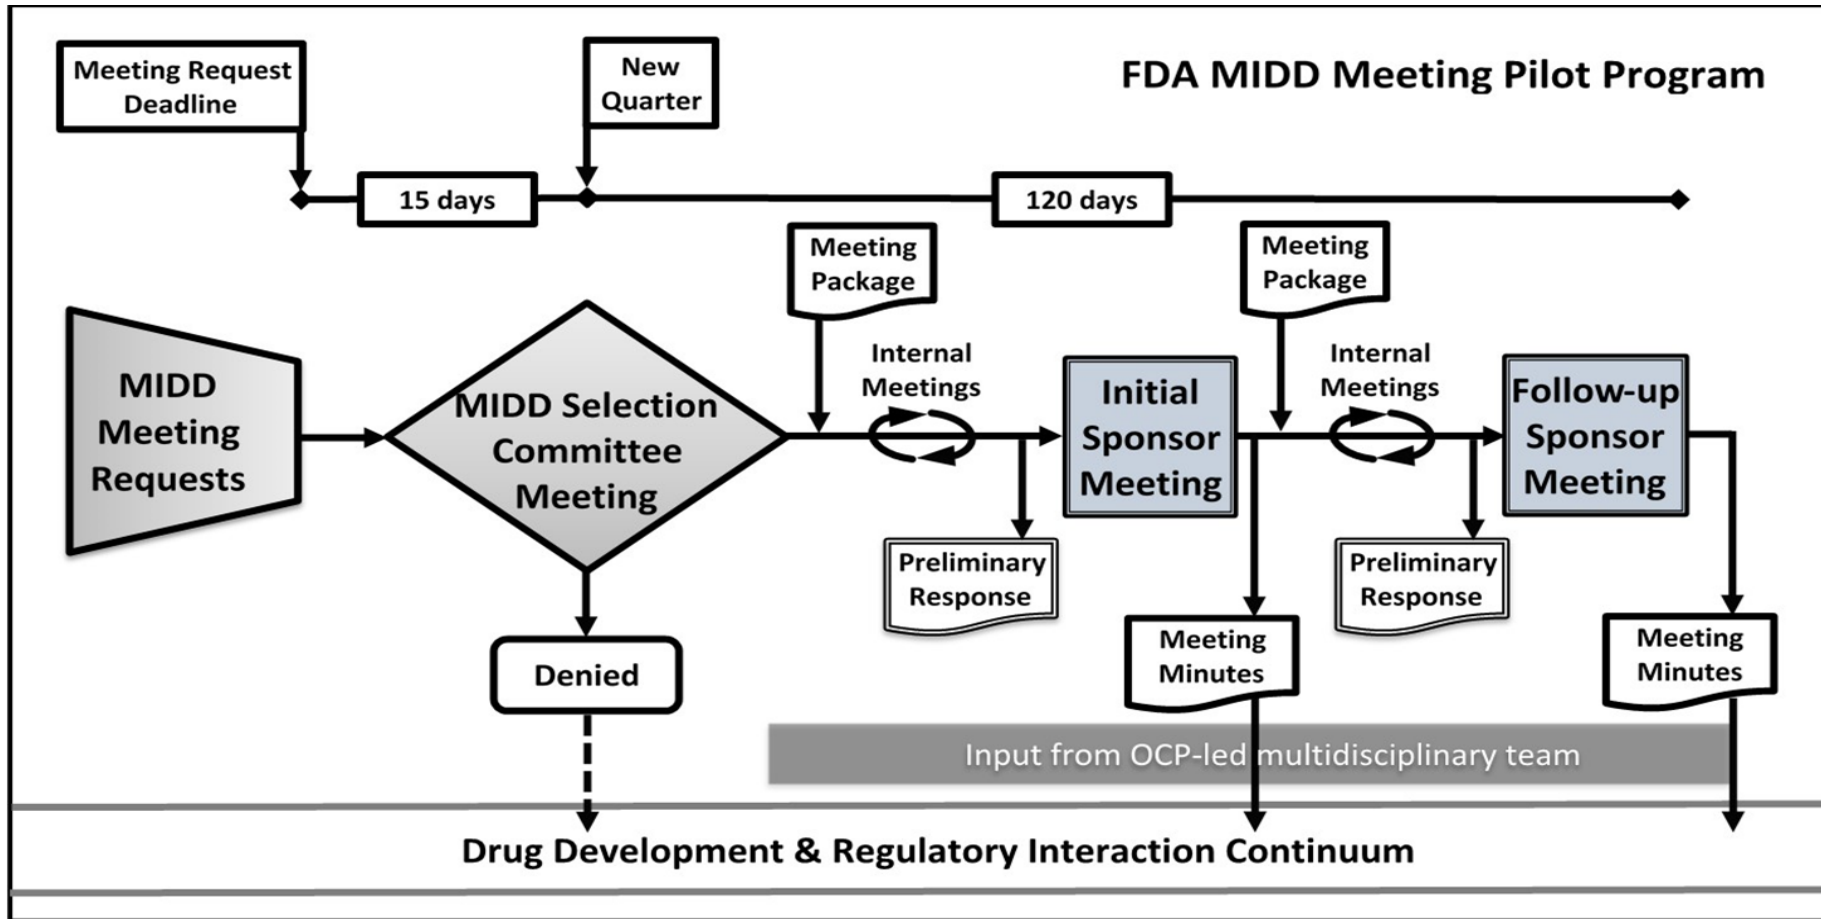 Meeting Request
Deadline
New
Quarter
FDA MIDD Meeting Pilot Program
15 days
120 days
Meeting
Package
Meeting
Package
MIDD
Meeting
Requests
MIDD Selection
Committee
Meeting
Internal
Meetings
Initial
Sponsor
Meeting
Internal
Meetings
Follow-up
Sponsor
Meeting
Preliminary
Response
Preliminary
Response
Denied
Meeting
Minutes
Meeting
Minutes
Input from OCP-led multidisciplinary team
Drug Development & Regulatory Interaction Continuum